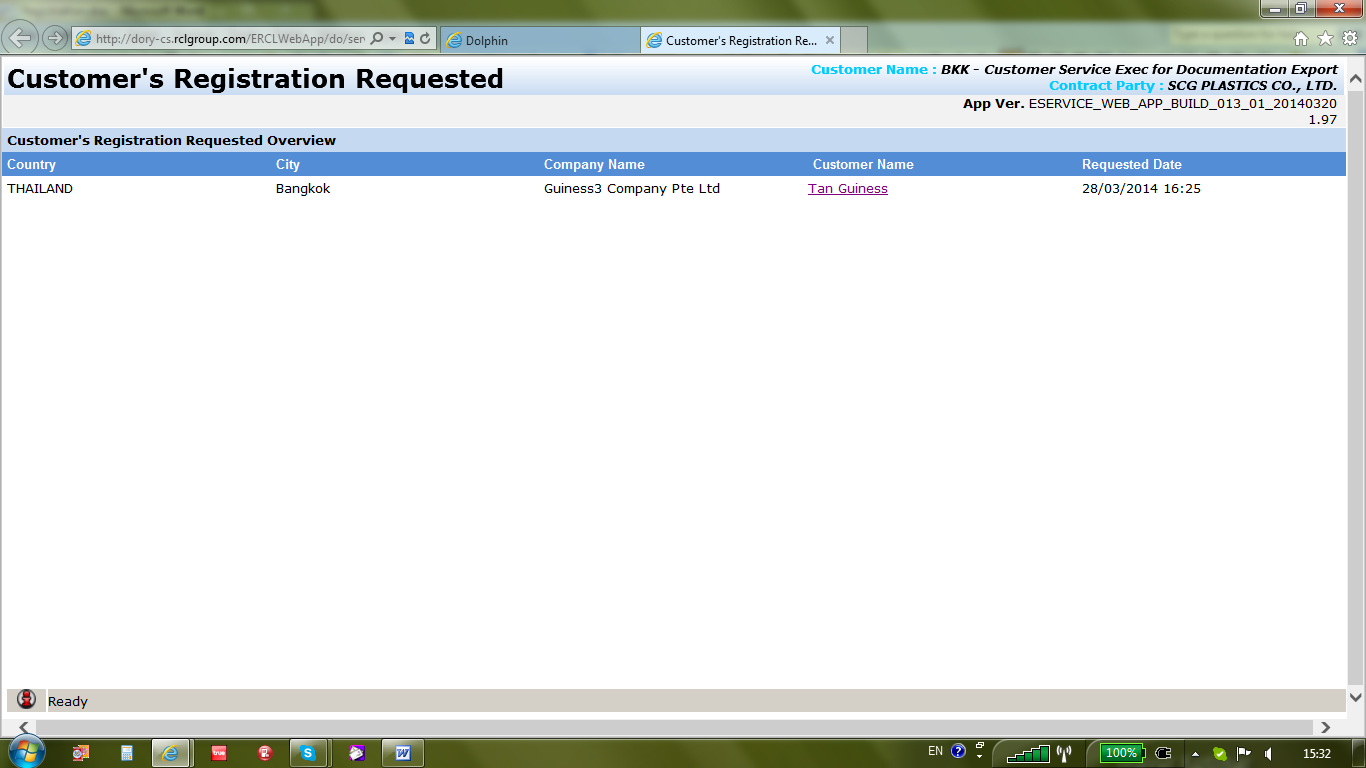 http://dory-cs.rclgroup.com/ERCLWebApp/do/ser
Dolphin
Customer's Registration Re...
Customer's Registration Requested
Customer Name : BKK - Customer Service Exec for Documentation Export
Contract Party : SCG PLASTICS CO., LTD.
App Ver. ESERVICE_WEB_APP_BUILD_013_01_20140320
1.97
Customer's Registration Requested Overview
Country City Company Name Customer Name Requested Date
THAILAND Bangkok Guiness3 Company Pte Ltd Tan Guiness 28/03/2014 16:25
Ready
EN 100% 15:32